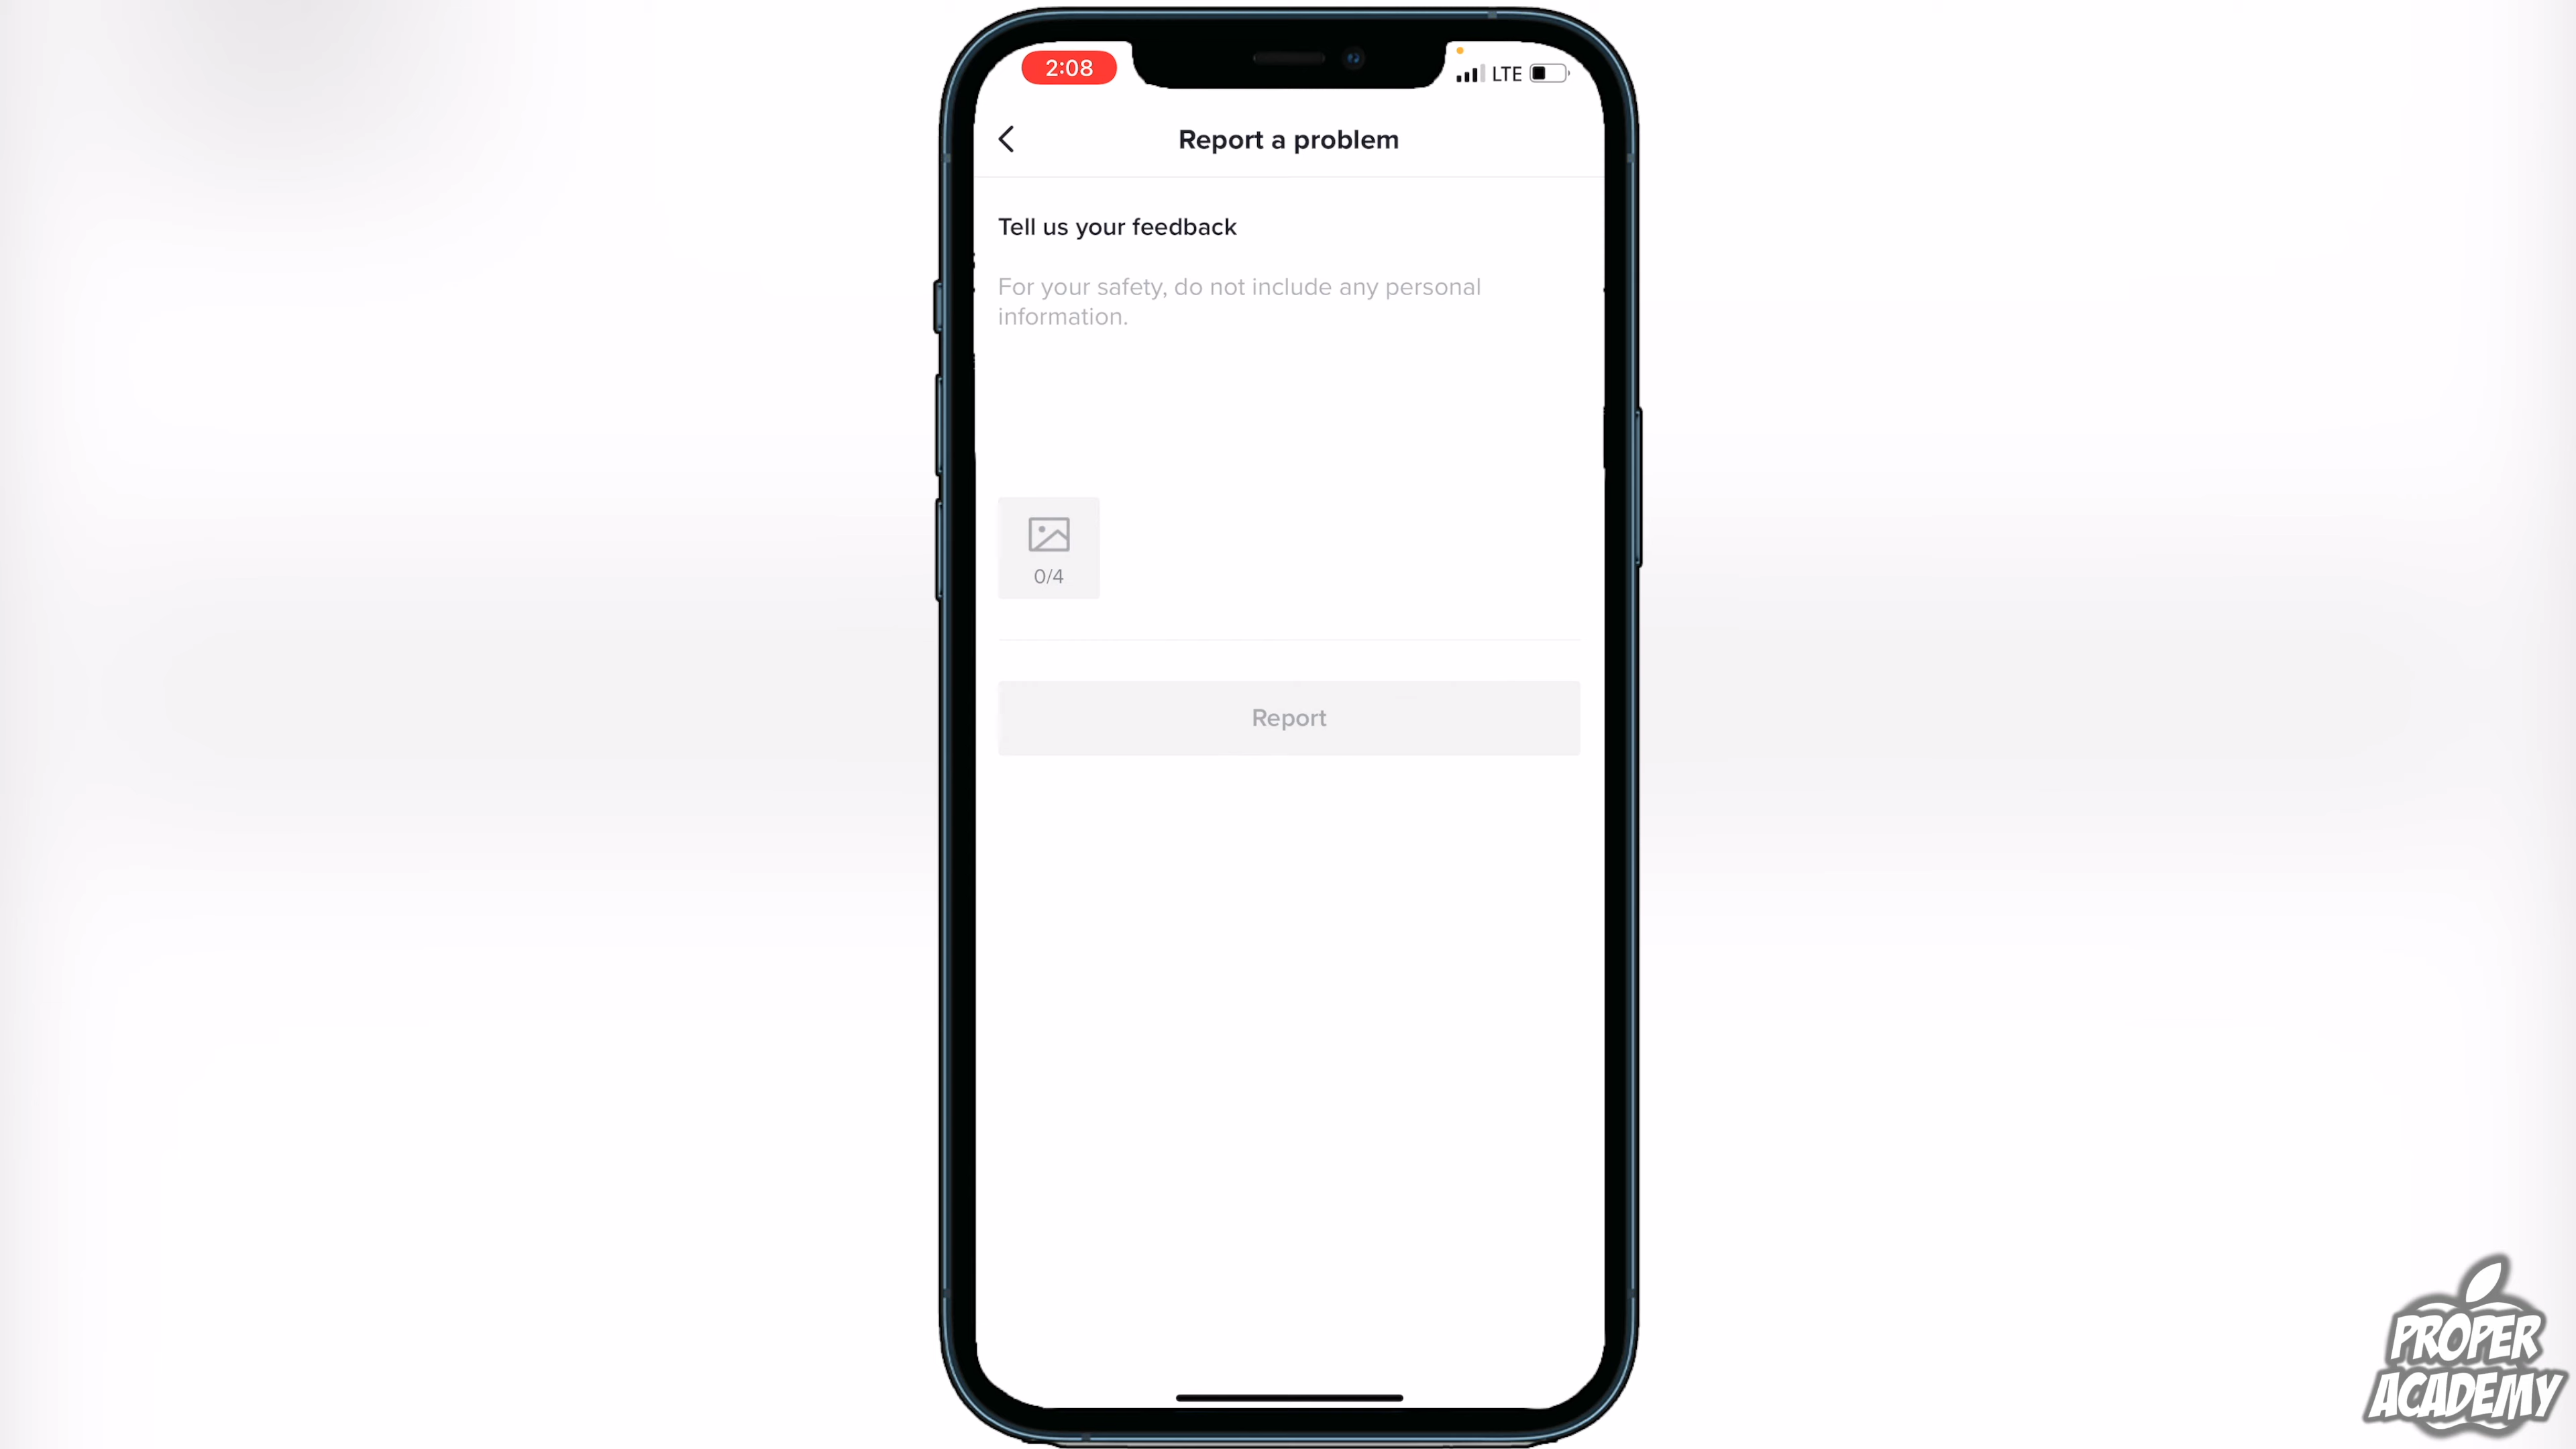 2:08
LTE
Report a problem
Tell us your feedback
For your safety, do not include any personal
information.
0/4
Report
PROPER
ACADEMY